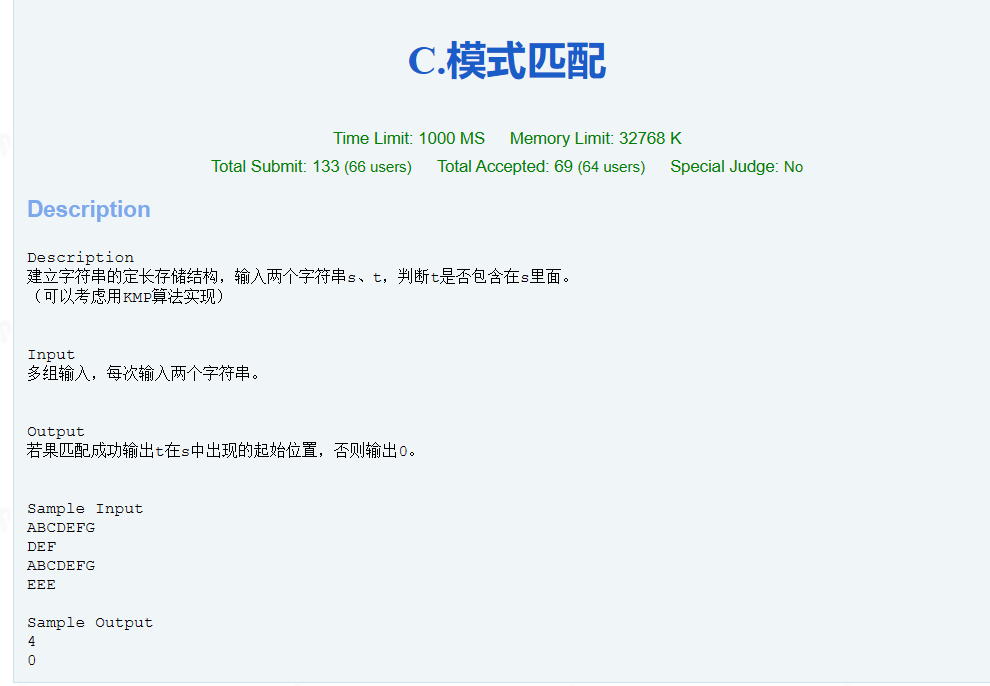 C.模式匹配
Time Limit: 1000 MS Memory Limit: 32768 K
Total Submit: 133 (66 users) Total Accepted: 69 (64 users) Special Judge: No
Description
Description
建立字符串的定长存储结构，输入两个字符串s、t，判断t是否包含在s里面。
（可以考虑用KMP算法实现）
Input
多组输入，每次输入两个字符串。
Output
若果匹配成功输出t在s中出现的起始位置，否则输出0。
Sample Input
ABCDEFG
DEF
ABCDEFG
EEE
Sample Output
4
0